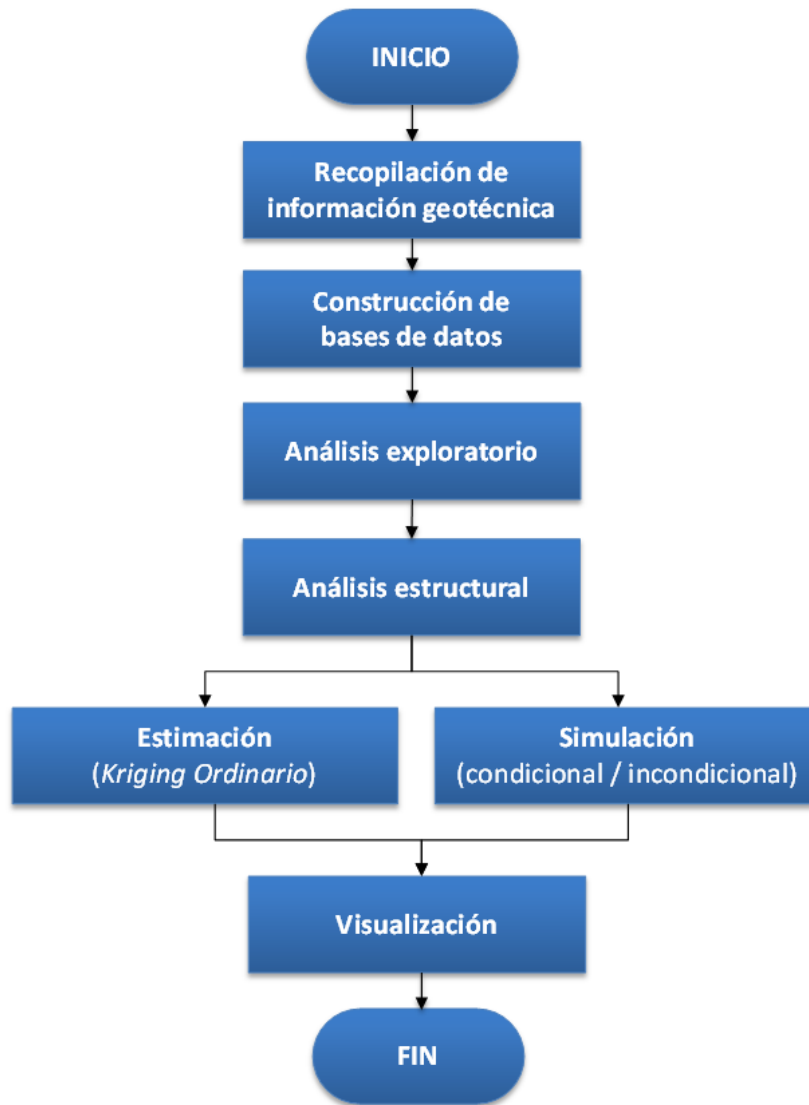 INICIO
Recopilación de
información geotécnica
Construcción de
bases de datos
Análisis exploratorio
Análisis estructural
Estimación
(Kriging Ordinario)
Simulación
(condicional / incondicional)
Visualización
FIN